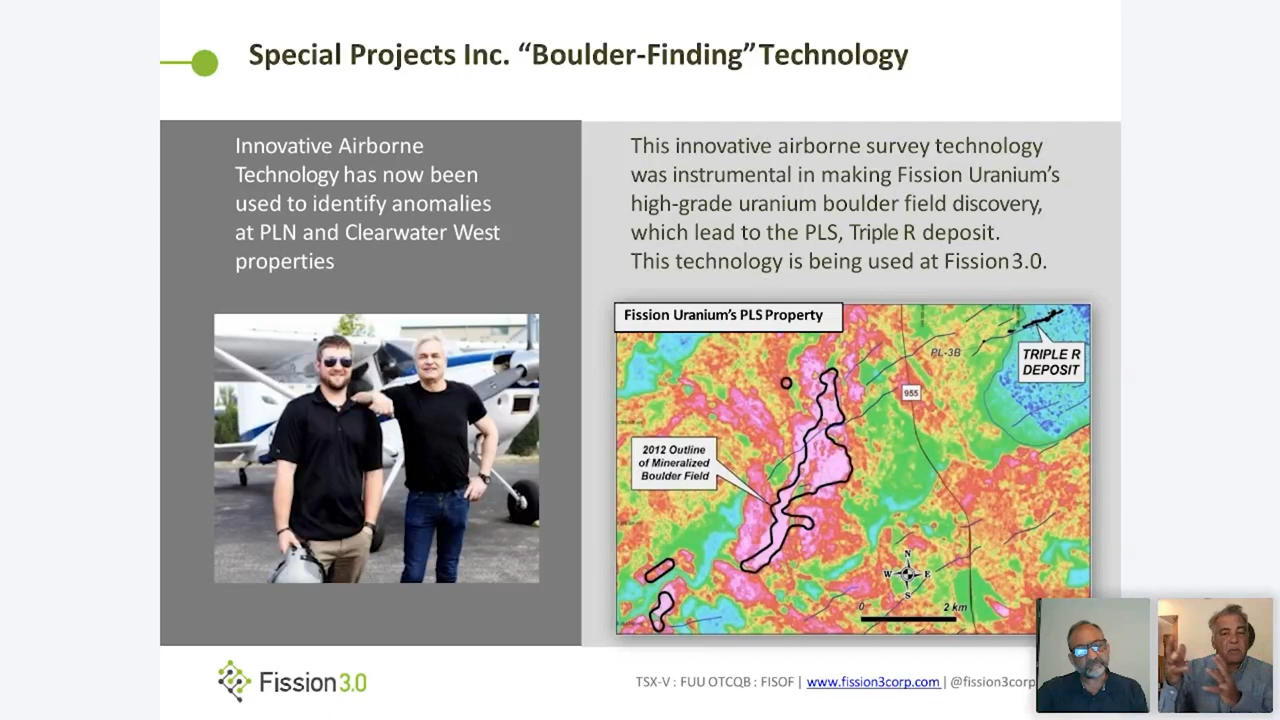 Special Projects Inc. “Boulder-Finding” Technology
Innovative Airborne
Technology has now been
used to identify anomalies
at PLN and Clearwater West
properties
This innovative airborne survey technology
was instrumental in making Fission Uranium’s
high-grade uranium boulder field discovery,
which lead to the PLS, Triple R deposit.
This technology is being used at Fission 3.0.
Fission Uranium’s PLS Property
PL-3B
TRIPLE R
DEPOSIT
955
2012 Outline
of Mineralized
Boulder Field
N
W E
S
0 2 km
Fission 3.0
TSX-V : FUU OTCQB : FISOF | www.fission3corp.com | @fission3corp